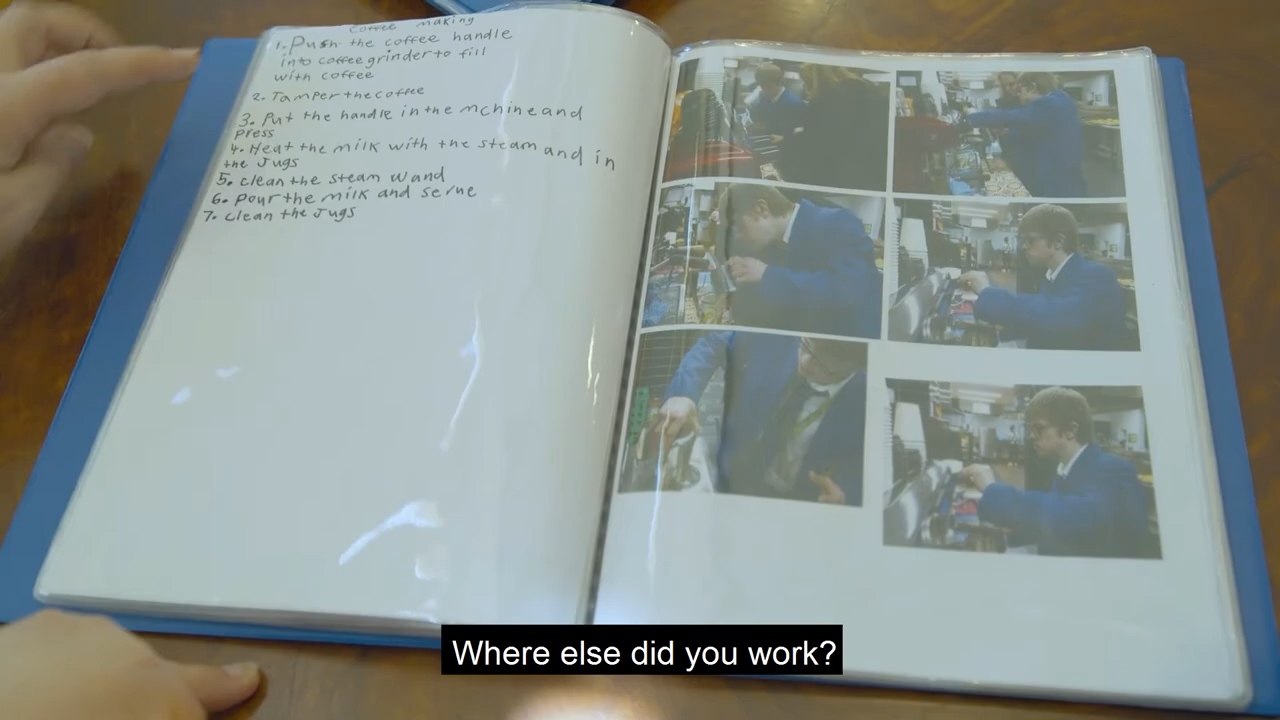 Coffee making
1. Push the coffee handle
into coffee grinder to fill
with coffee
2. Tamper the coffee
3. Put the handle in the mchine and
press
4. Heat the milk with the steam and in
the Jugs
5. clean the steam wand
6. Pour the milk and serve
7. Clean the Jugs
Where else did you work?